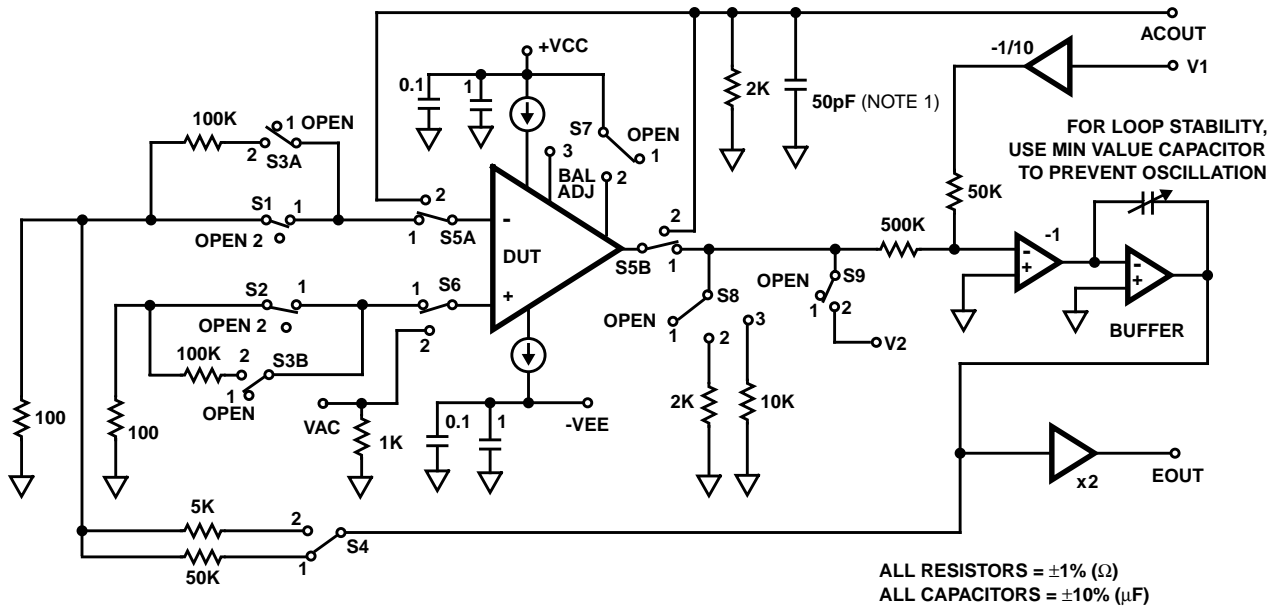 ACOUT
+VCC
-1/10
V1
0.1
1
2K
50pF (NOTE 1)
FOR LOOP STABILITY,
USE MIN VALUE CAPACITOR
TO PREVENT OSCILLATION
100K
1 OPEN
2
S3A
S7
OPEN
1
3
BAL
ADJ
2
50K
S1
1
OPEN 2
2
1
S5A
-
DUT
+
2
S5B
1
500K
-1
-
+
-
+
BUFFER
S2
1
OPEN 2
1
S6
2
OPEN
1
S8
2
3
OPEN
1
S9
2
V2
100K
2
S3B
1
OPEN
100
100
VAC
1K
0.1
1
-VEE
2K
10K
x2
EOUT
5K
2
50K
1
S4
ALL RESISTORS = ±1% (Ω)
ALL CAPACITORS = ±10% (μF)